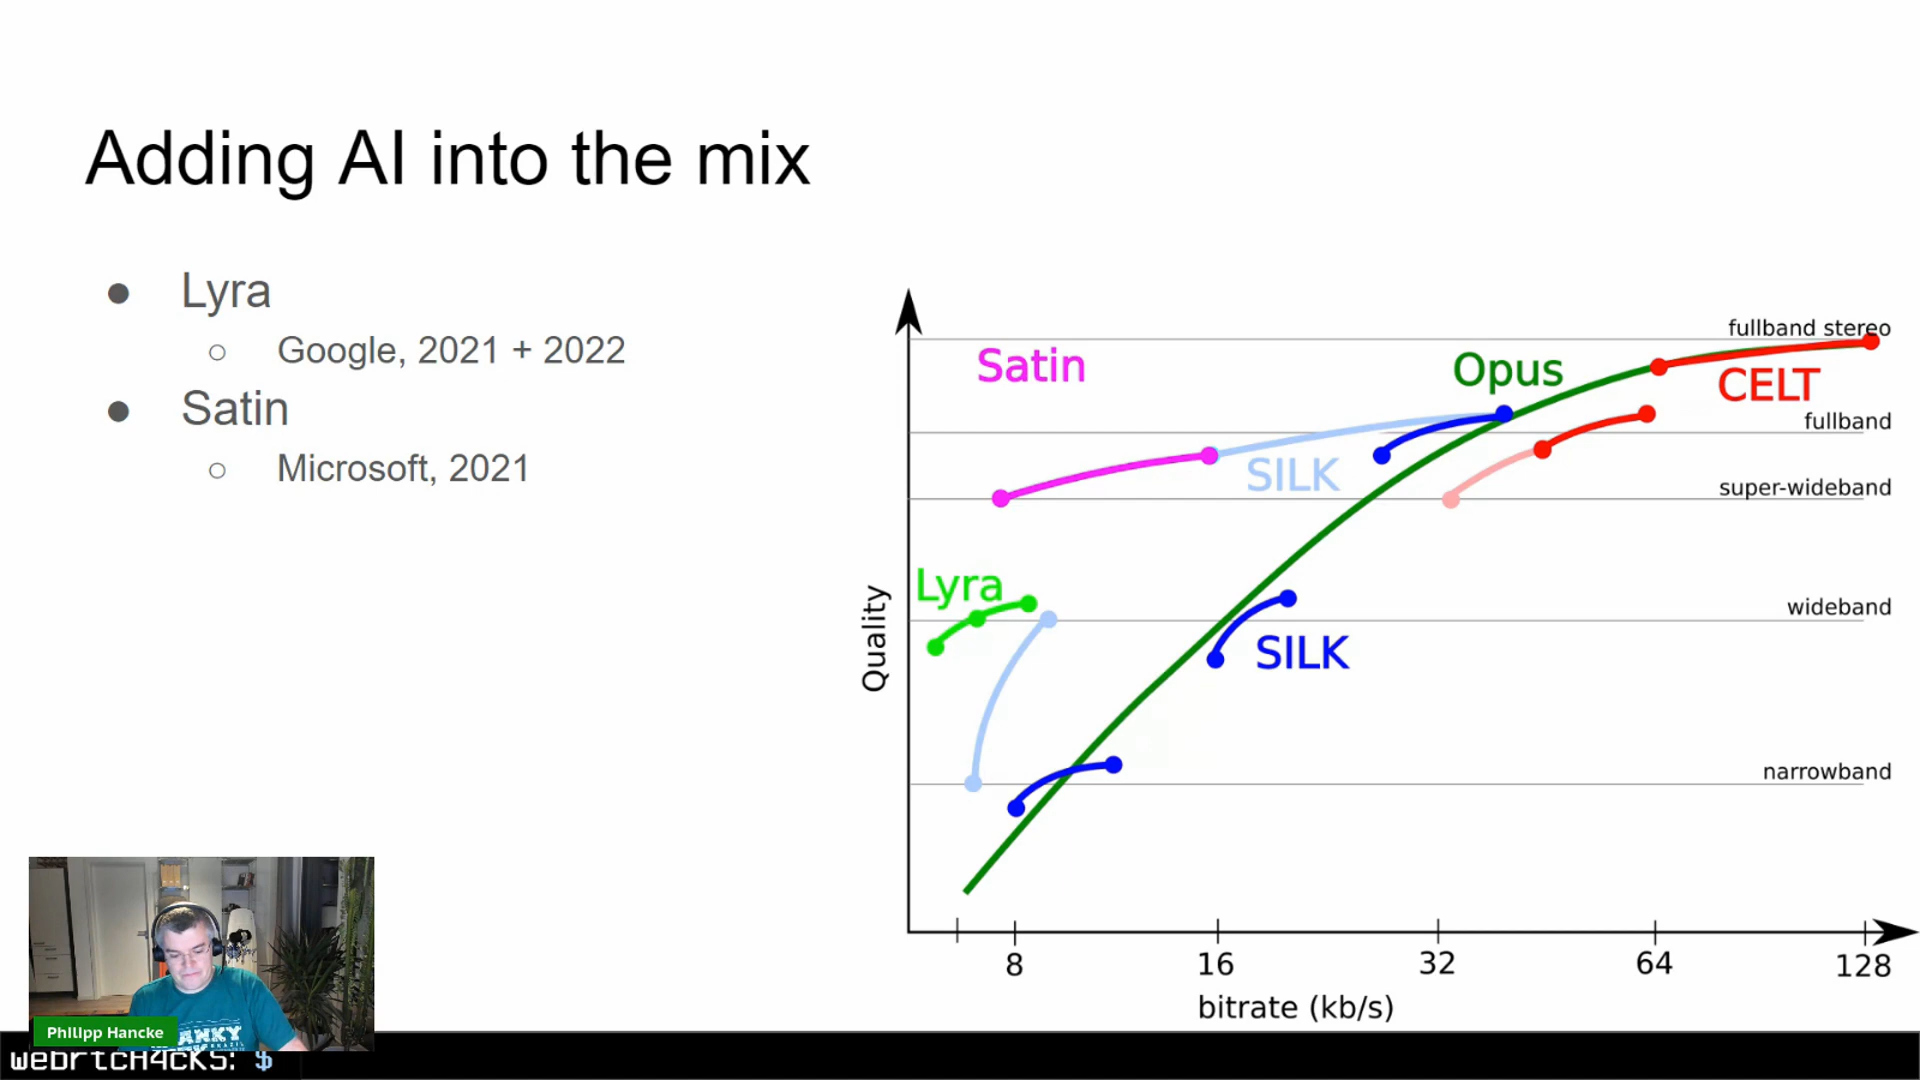 Adding AI into the mix
Lyra
Google, 2021 + 2022
Satin
Microsoft, 2021
fullband stereo
Satin
Opus
CELT
fullband
SILK
super-wideband
Lyra
wideband
Quality
SILK
narrowband
8 16 32 64 128
bitrate (kb/s)
Philipp Hancke
ANKY
webrtcH4cKS: $